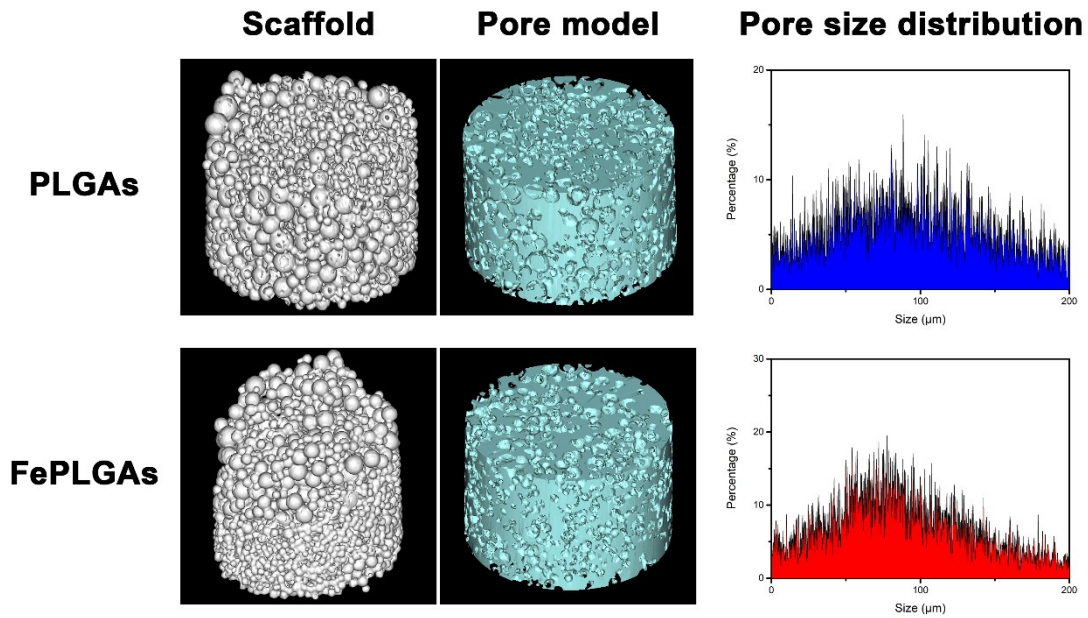 Scaffold Pore model Pore size distribution
PLGAs
20
10
0
Percentage (%)
0 100 200
Size (µm)
FePLGAs
30
20
10
0
Percentage (%)
0 100 200
Size (µm)